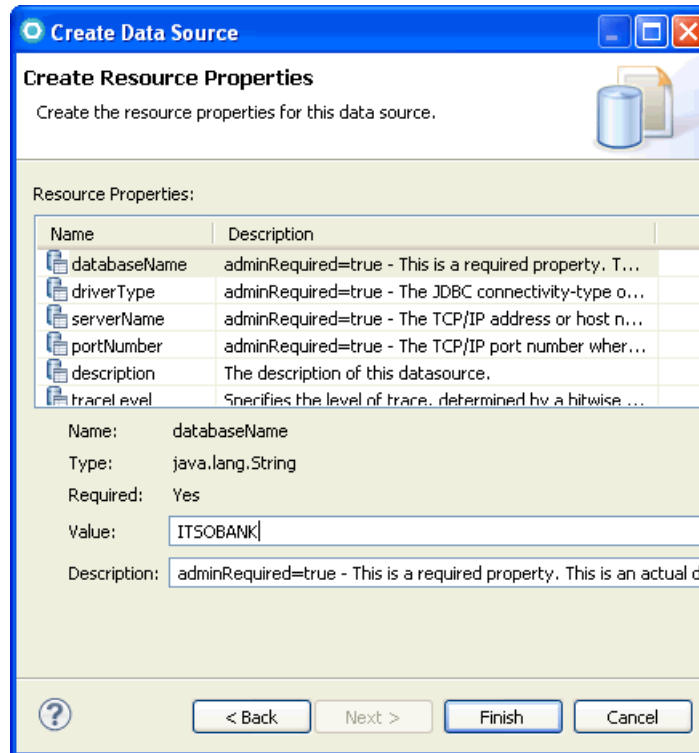 Create Data Source
Create Resource Properties
Create the resource properties for this data source.
Resource Properties:
Name Description
databaseName adminRequired=true - This is a required property. T...
driverType adminRequired=true - The JDBC connectivity-type o...
serverName adminRequired=true - The TCP/IP address or host n...
portNumber adminRequired=true - The TCP/IP port number wher...
description The description of this datasource.
traceLevel Specifies the level of trace, determined by a bitwise ...
Name: databaseName
Type: java.lang.String
Required: Yes
Value: ITSOBANK
Description: adminRequired=true - This is a required property. This is an actual d
? < Back Next > Finish Cancel